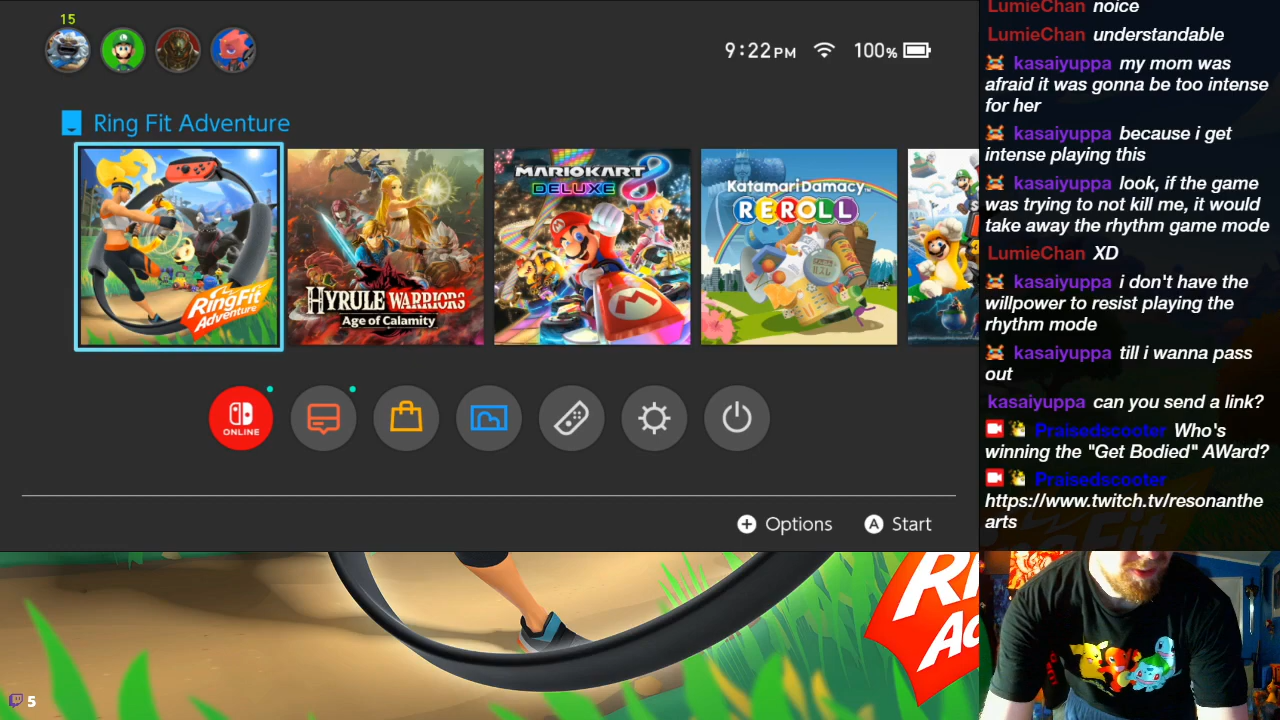 15
9:22PM
100%
Ring Fit Adventure
RingFit
Adventure
HYRULE WARRIORS
Age of Calamity
MARIOKART 8
DELUXE
Katamari Damacy™
REROLL
ONLINE
Options
A Start
5
LumieChan noice
LumieChan understandable
kasaiyuppa my mom was
afraid it was gonna be too intense
for her
kasaiyuppa because i get
intense playing this
kasaiyuppa look, if the game
was trying to not kill me, it would
take away the rhythm game mode
LumieChan XD
kasaiyuppa i don't have the
willpower to resist playing the
rhythm mode
kasaiyuppa till i wanna pass
out
kasaiyuppa can you send a link?
Praisedscooter Who's
winning the "Get Bodied" AWard?
Praisedscooter
https://www.twitch.tv/resonanthe
arts